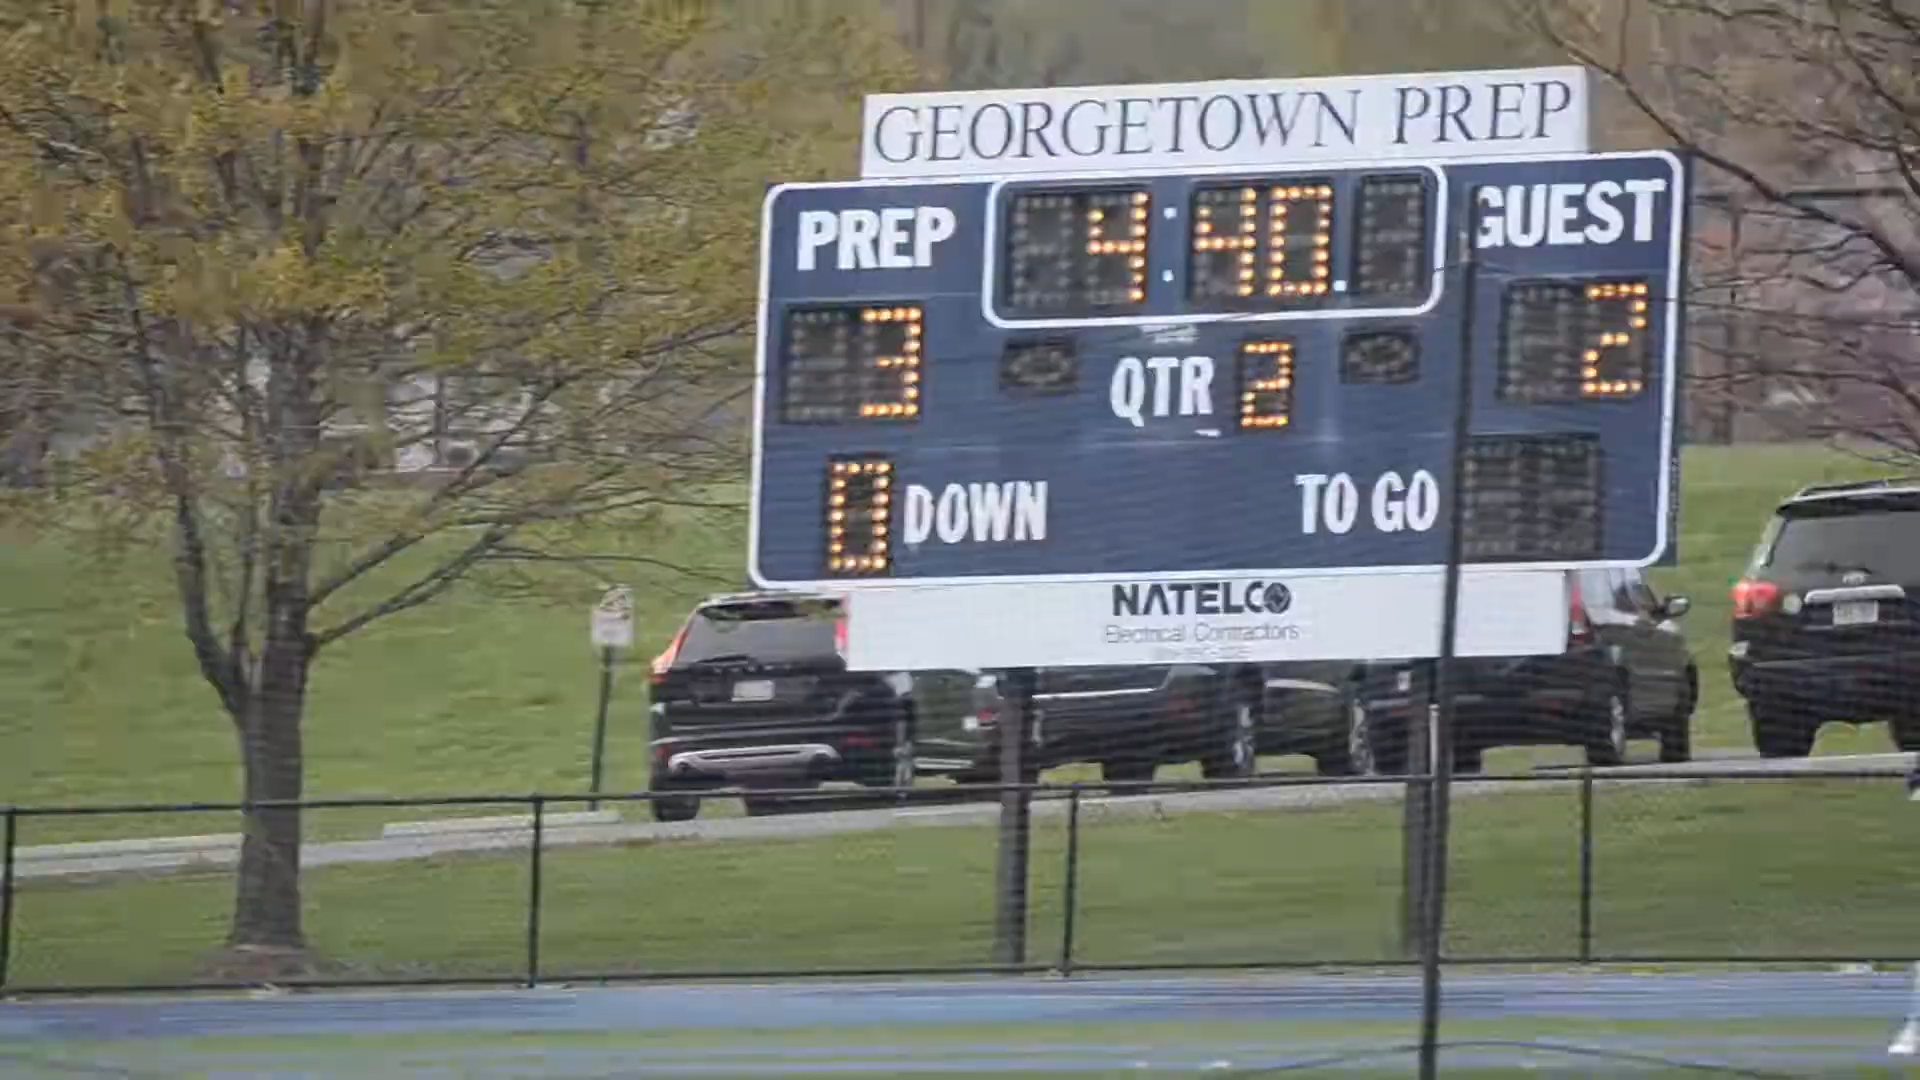 GEORGETOWN PREP
PREP 4:40. GUEST
3 QTR 2 2
0 DOWN TO GO
NATELCO
Electrical Contractors